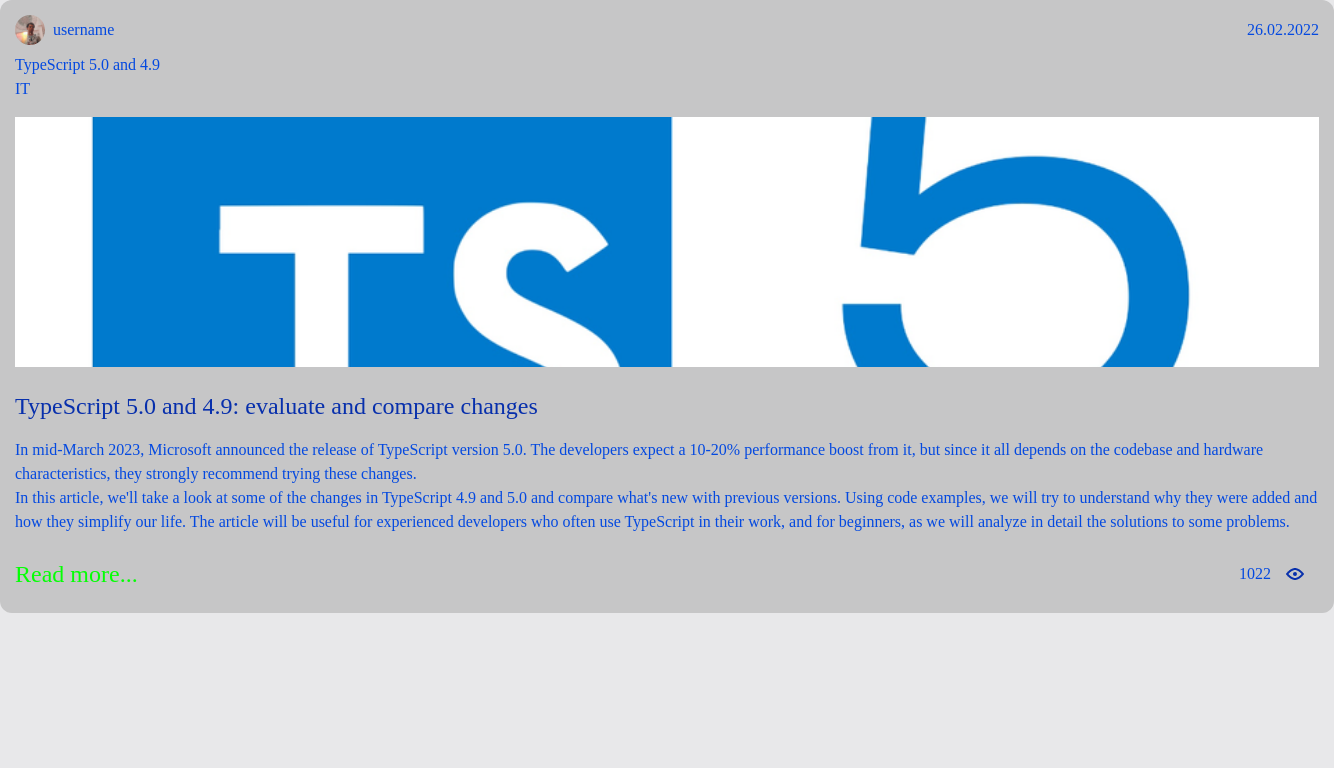 username
26.02.2022
TypeScript 5.0 and 4.9
IT
TS 5
TypeScript 5.0 and 4.9: evaluate and compare changes
In mid-March 2023, Microsoft announced the release of TypeScript version 5.0. The developers expect a 10-20% performance boost from it, but since it all depends on the codebase and hardware
characteristics, they strongly recommend trying these changes.
In this article, we'll take a look at some of the changes in TypeScript 4.9 and 5.0 and compare what's new with previous versions. Using code examples, we will try to understand why they were added and
how they simplify our life. The article will be useful for experienced developers who often use TypeScript in their work, and for beginners, as we will analyze in detail the solutions to some problems.
Read more...
1022